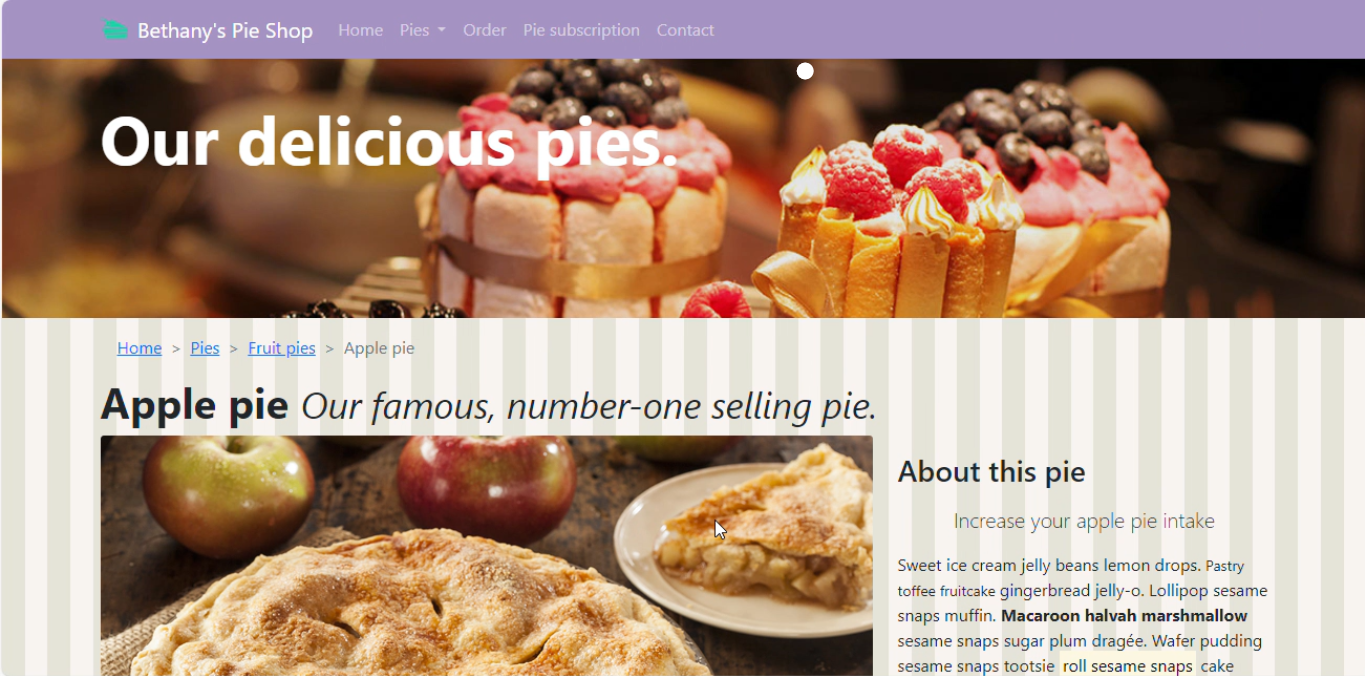 Bethany's Pie Shop Home Pies Order Pie subscription Contact
Our delicious pies.
Home > Pies > Fruit pies > Apple pie
Apple pie Our famous, number-one selling pie.
About this pie
Increase your apple pie intake
Sweet ice cream jelly beans lemon drops. Pastry
toffee fruitcake gingerbread jelly-o. Lollipop sesame
snaps muffin. Macaroon halvah marshmallow
sesame snaps sugar plum dragée. Wafer pudding
sesame snaps tootsie roll sesame snaps cake